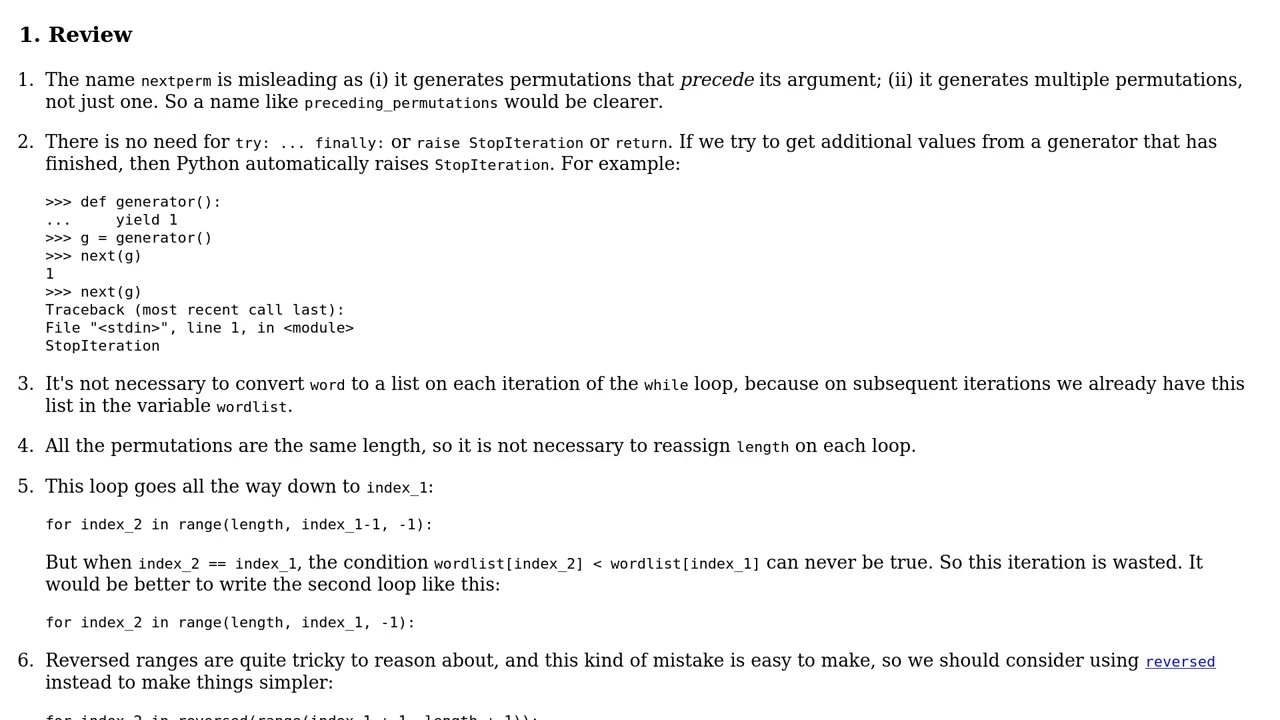 1. Review
1. The name nextperm is misleading as (i) it generates permutations that precede its argument; (ii) it generates multiple permutations,
not just one. So a name like preceding_permutations would be clearer.
2. There is no need for try: ... finally: or raise StopIteration or return. If we try to get additional values from a generator that has
finished, then Python automatically raises StopIteration. For example:
>>> def generator():
...     yield 1
>>> g = generator()
>>> next(g)
1
>>> next(g)
Traceback (most recent call last):
File "<stdin>", line 1, in <module>
StopIteration
3. It's not necessary to convert word to a list on each iteration of the while loop, because on subsequent iterations we already have this
list in the variable wordlist.
4. All the permutations are the same length, so it is not necessary to reassign length on each loop.
5. This loop goes all the way down to index_1:
for index_2 in range(length, index_1-1, -1):
But when index_2 == index_1, the condition wordlist[index_2] < wordlist[index_1] can never be true. So this iteration is wasted. It
would be better to write the second loop like this:
for index_2 in range(length, index_1, -1):
6. Reversed ranges are quite tricky to reason about, and this kind of mistake is easy to make, so we should consider using reversed
instead to make things simpler:
for index_2 in reversed(range(index_1 + 1, length + 1)):